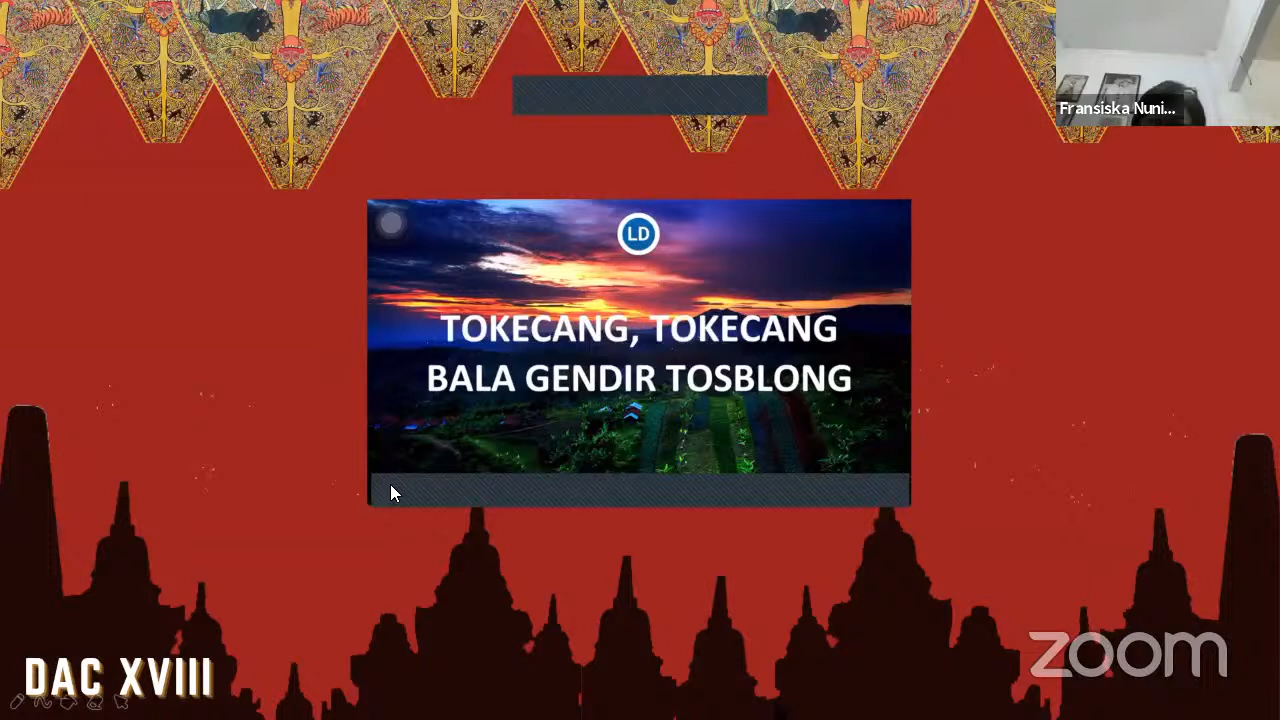 Fransiska Nuni...
LD
TOKECANG, TOKECANG
BALA GENDIR TOSBLONG
DAC XVIII
zoom